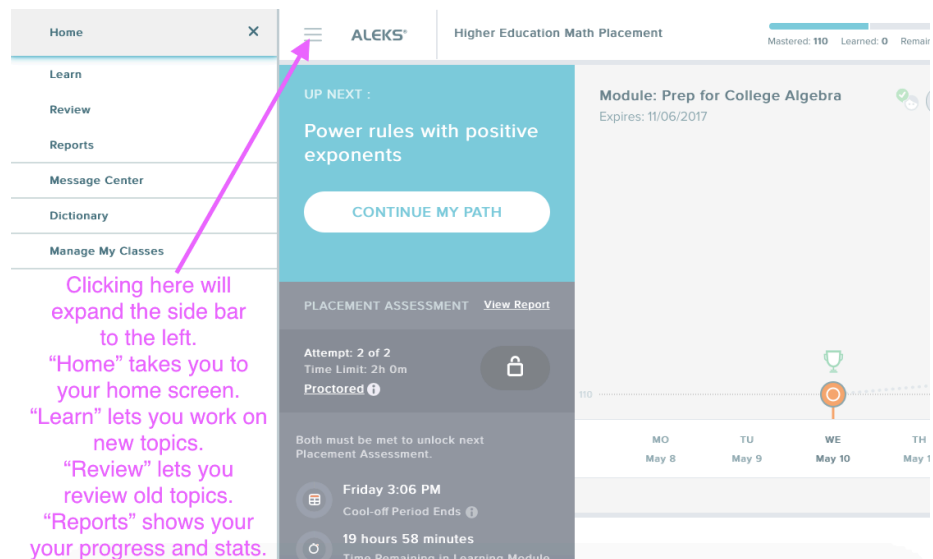 Home ×
Learn
Review
Reports
Message Center
Dictionary
Manage My Classes
Clicking here will
expand the side bar
to the left.
“Home” takes you to
your home screen.
“Learn” lets you work on
new topics.
“Review” lets you
review old topics.
“Reports” shows your
your progress and stats.
ALEKS®
Higher Education Math Placement
Mastered: 110 Learned: 0
UP NEXT :
Power rules with positive
exponents
CONTINUE MY PATH
PLACEMENT ASSESSMENT View Report
Attempt: 2 of 2
Time Limit: 2h 0m
Proctored
Both must be met to unlock next
Placement Assessment.
Friday 3:06 PM
Cool-off Period Ends
19 hours 58 minutes
Time Remaining in Learning Module
Module: Prep for College Algebra
Expires: 11/06/2017
110
MO TU WE TH
May 8 May 9 May 10 May